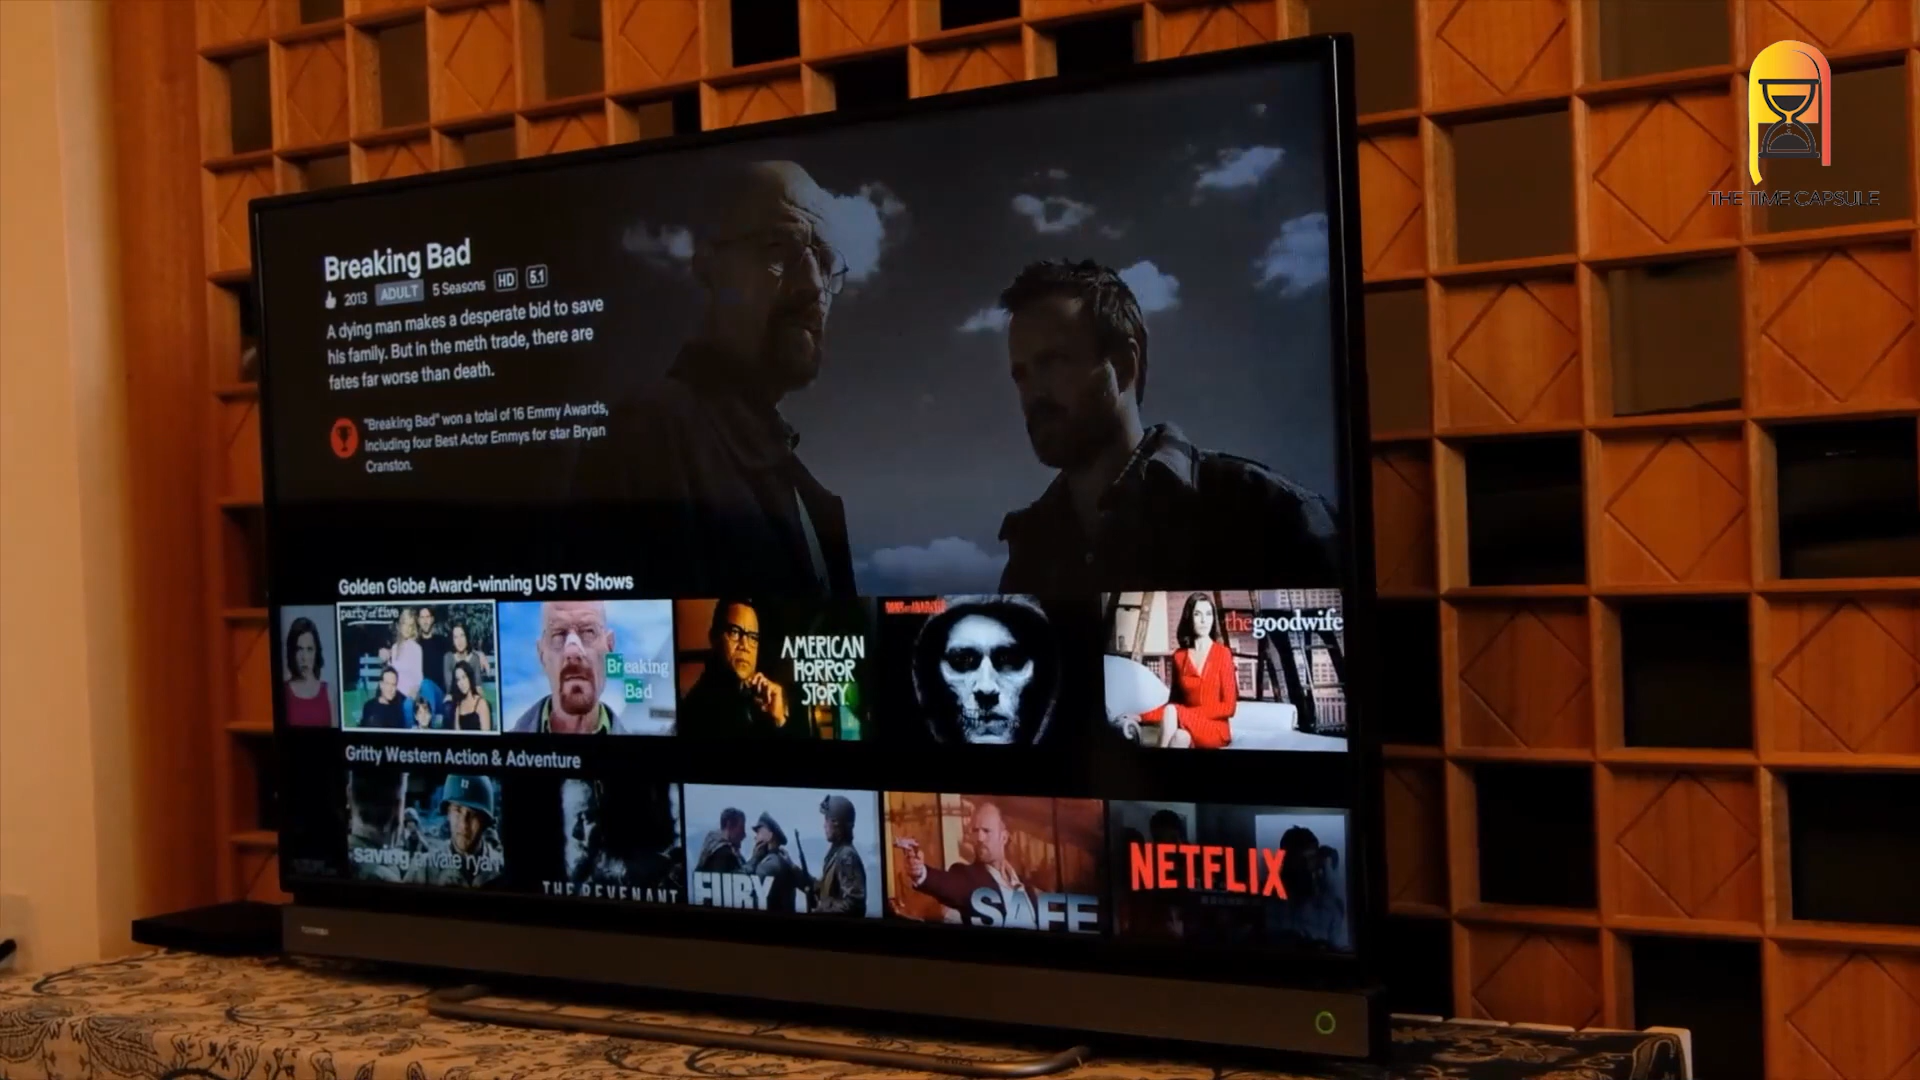 THE TIME CAPSULE
Breaking Bad
2013 ADULT 5 Seasons HD 5.1
A dying man makes a desperate bid to save
his family. But in the meth trade, there are
fates far worse than death.
"Breaking Bad" won a total of 16 Emmy Awards,
including four Best Actor Emmys for star Bryan
Cranston.
Golden Globe Award-winning US TV Shows
party of five
Breaking
Bad
AMERICAN
HORROR
STORY
SONS OF ANARCHY
thegoodwife
Gritty Western Action & Adventure
saving private ryan
THE REVENANT
FURY
SAFE
NETFLIX
TOSHIBA